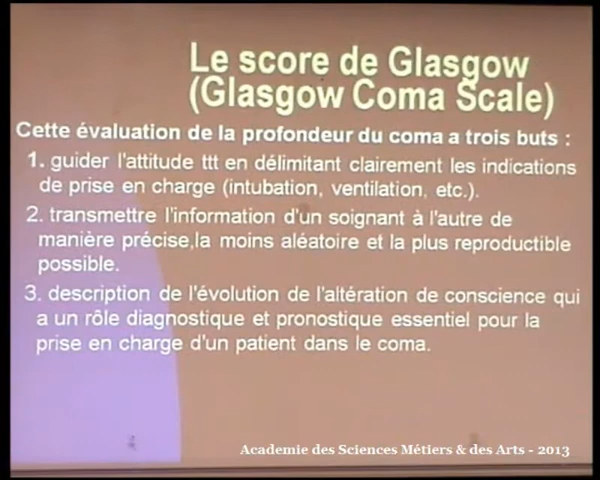 Le score de Glasgow
(Glasgow Coma Scale)
Cette évaluation de la profondeur du coma a trois buts :
1. guider l'attitude ttt en délimitant clairement les indications
de prise en charge (intubation, ventilation, etc.).
2. transmettre l'information d'un soignant à l'autre de
manière précise,la moins aléatoire et la plus reproductible
possible.
3. description de l'évolution de l'altération de conscience qui
a un rôle diagnostique et pronostique essentiel pour la
prise en charge d'un patient dans le coma.
Academie des Sciences Métiers & des Arts - 2013